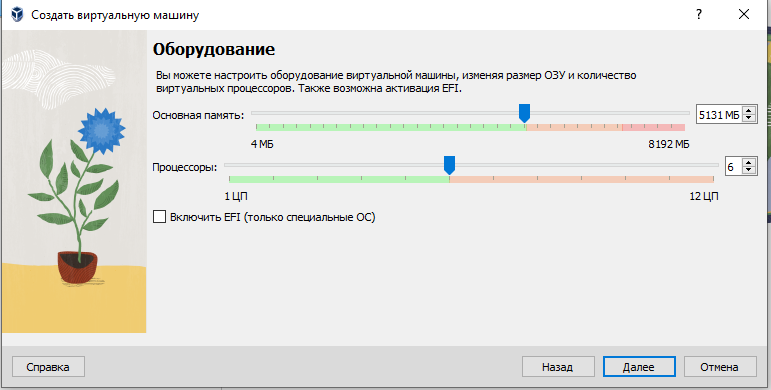 Создать виртуальную машину
?
Оборудование
Вы можете настроить оборудование виртуальной машины, изменяя размер ОЗУ и количество
виртуальных процессоров. Также возможна активация EFI.
Основная память: 5131 МБ
4 МБ 8192 МБ
Процессоры: 6
1 ЦП 12 ЦП
Включить EFI (только специальные ОС)
Справка Назад Далее Отмена